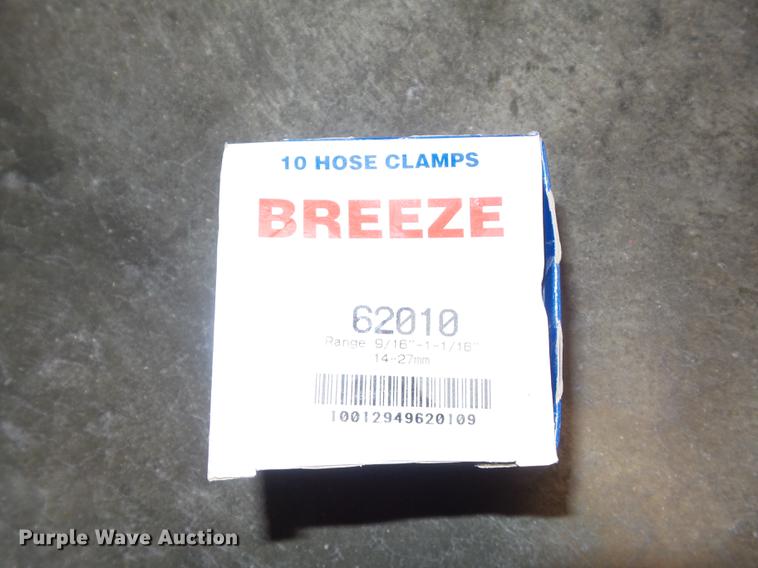 10 HOSE CLAMPS
BREEZE
62010
Range 9/16"-1-1/16"
14-27mm
10012949620109
Purple Wave Auction